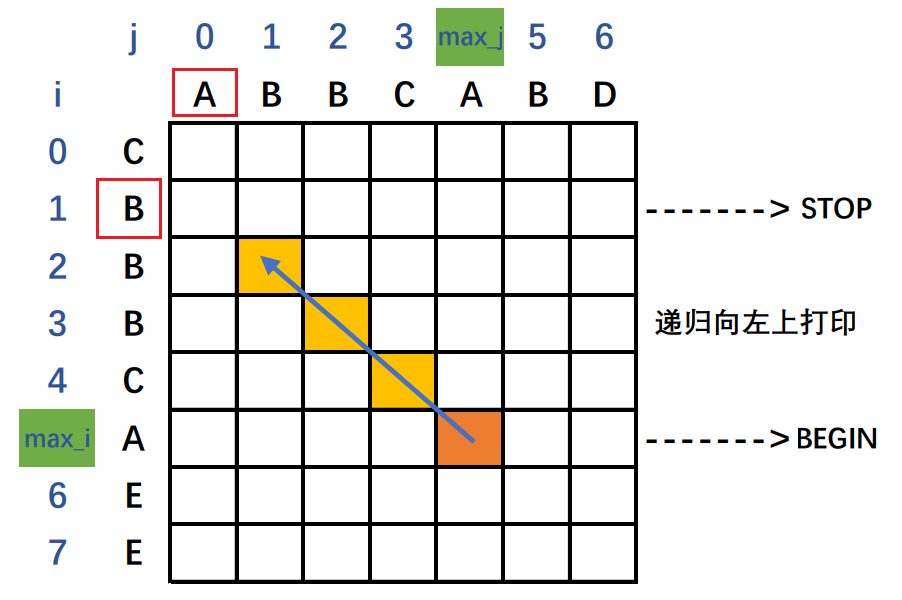 j 0 1 2 3 max_j 5 6
i A B B C A B D
0 C
1 B -------> STOP
2 B
3 B 递归向左上打印
4 C
max_i A -------> BEGIN
6 E
7 E